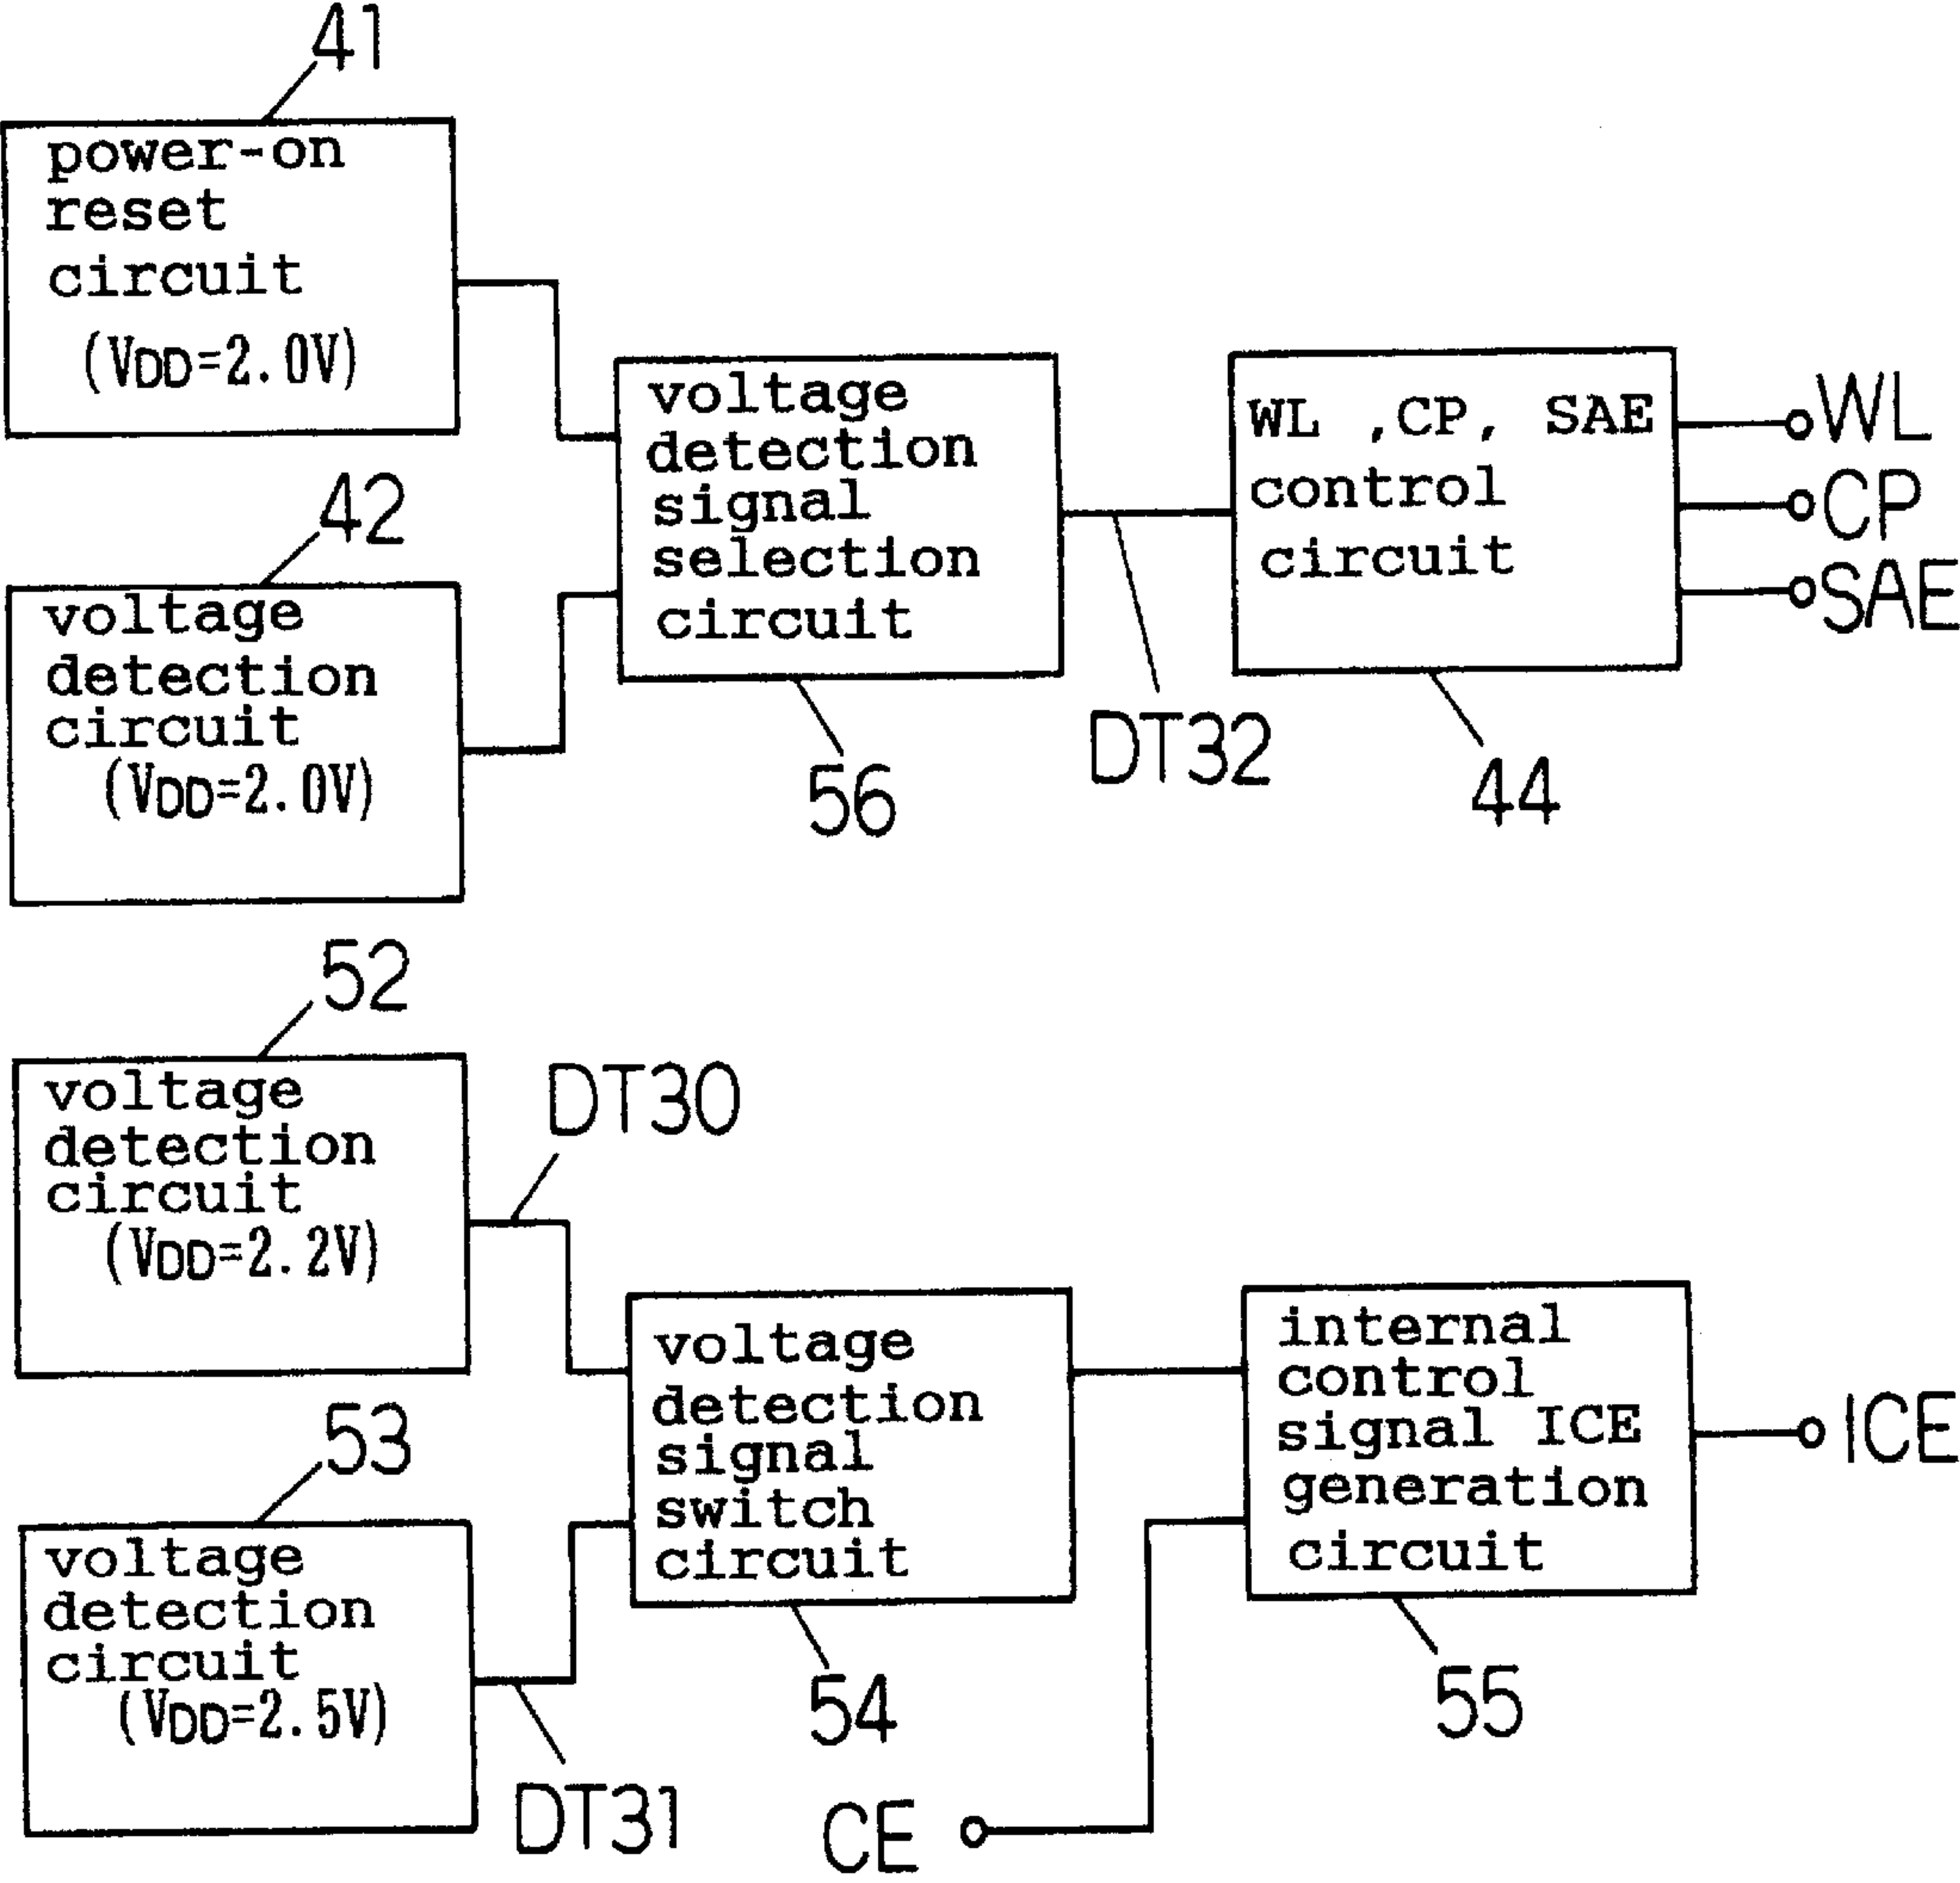 41
power-on
reset
circuit
(VDD=2.0V)
42
voltage
detection
circuit
(VDD=2.0V)
voltage
detection
signal
selection
circuit
56
DT32
WL ,CP, SAE
control
circuit
44
WL
CP
SAE
52
voltage
detection
circuit
(VDD=2.2V)
DT30
53
voltage
detection
circuit
(VDD=2.5V)
DT31
voltage
detection
signal
switch
circuit
54
CE
internal
control
signal ICE
generation
circuit
55
ICE